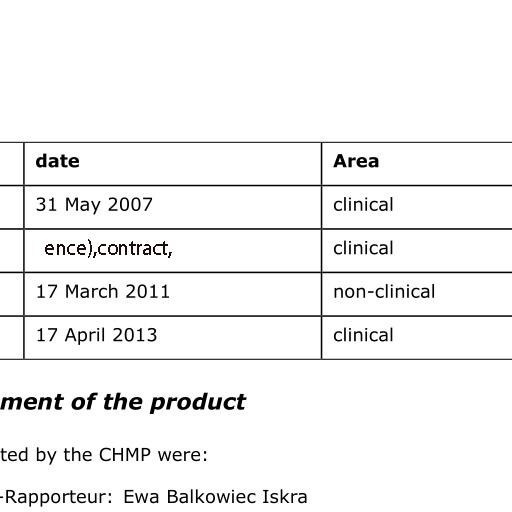 date Area
31 May 2007 clinical
ence),contract, clinical
17 March 2011 non-clinical
17 April 2013 clinical
ment of the product
ted by the CHMP were:
-Rapporteur: Ewa Balkowiec Iskra